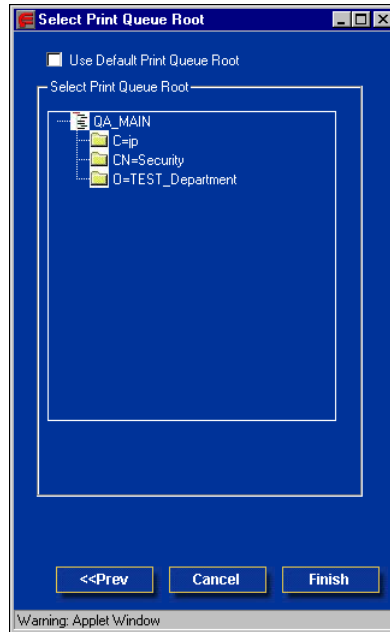 Select Print Queue Root
Use Default Print Queue Root
Select Print Queue Root
QA_MAIN
C=jp
CN=Security
O=TEST_Department
<<Prev
Cancel
Finish
Warning: Applet Window